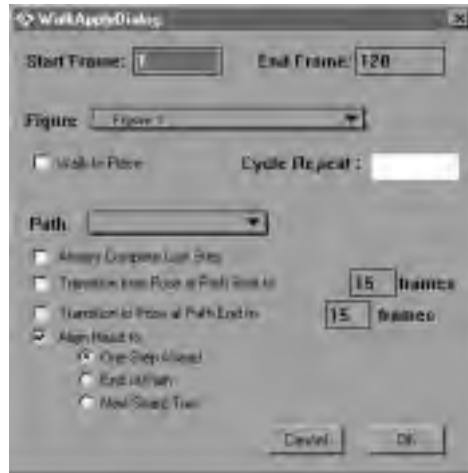 WalkApplyDialog
Start Frame: 1 End Frame: 120
Figure Figure 1
Walk In Place Cycle Repeat :
Path
Always Complete Last Step
Transition from Pose at Path Start in 15 frames
Transition to Pose at Path End in 15 frames
Align Head to:
One Step Ahead
End of Path
Next Sharp Turn
Cancel OK